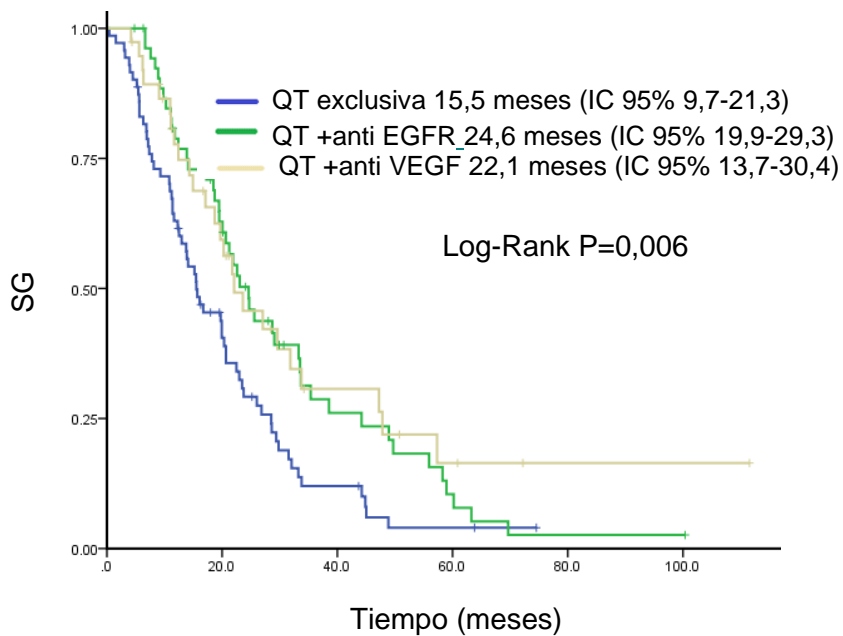 1.00
QT exclusiva 15,5 meses (IC 95% 9,7-21,3)
QT +anti EGFR 24,6 meses (IC 95% 19,9-29,3)
QT +anti VEGF 22,1 meses (IC 95% 13,7-30,4)
0.75
Log-Rank P=0,006
SG
0.50
0.25
0.00
.0 20.0 40.0 60.0 80.0 100.0
Tiempo (meses)